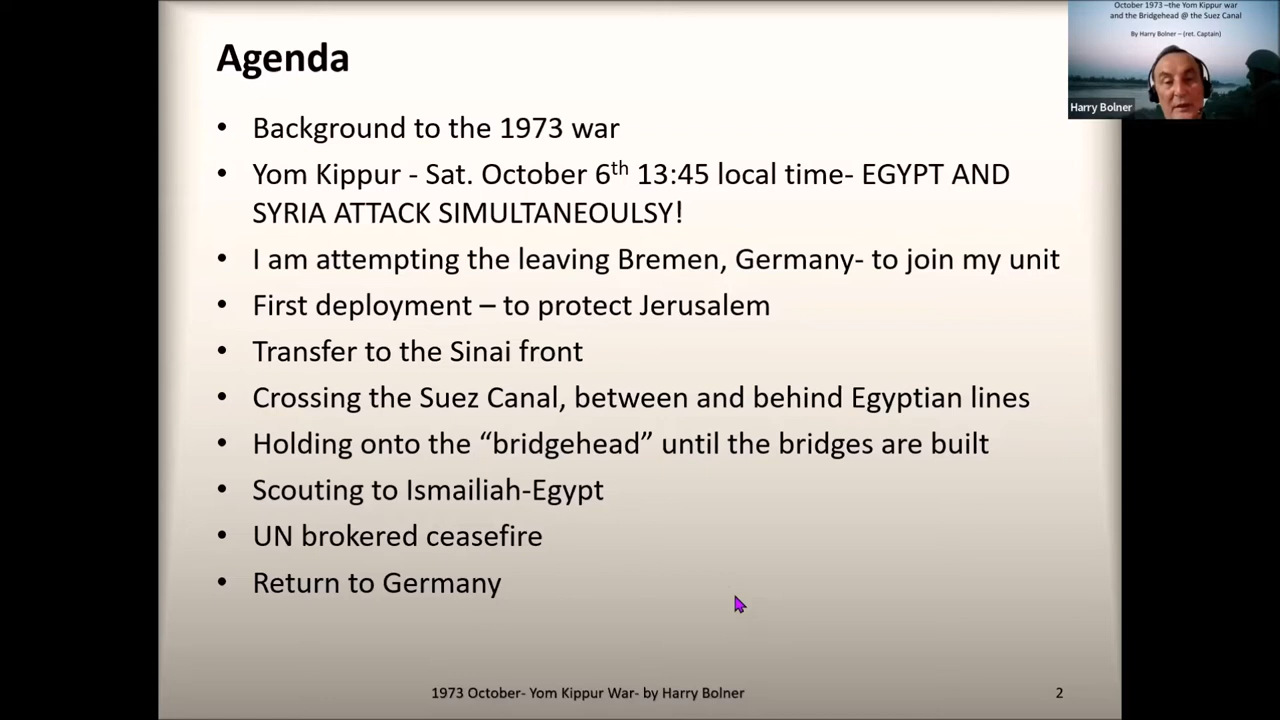 Agenda
• Background to the 1973 war
• Yom Kippur - Sat. October 6th 13:45 local time- EGYPT AND
SYRIA ATTACK SIMULTANEOULSY!
• I am attempting the leaving Bremen, Germany- to join my unit
• First deployment – to protect Jerusalem
• Transfer to the Sinai front
• Crossing the Suez Canal, between and behind Egyptian lines
• Holding onto the “bridgehead” until the bridges are built
• Scouting to Ismailiah-Egypt
• UN brokered ceasefire
• Return to Germany
1973 October- Yom Kippur War- by Harry Bolner
2
October 1973 –the Yom Kippur war
and the Bridgehead @ the Suez Canal
By Harry Bolner – (ret. Captain)
Harry Bolner